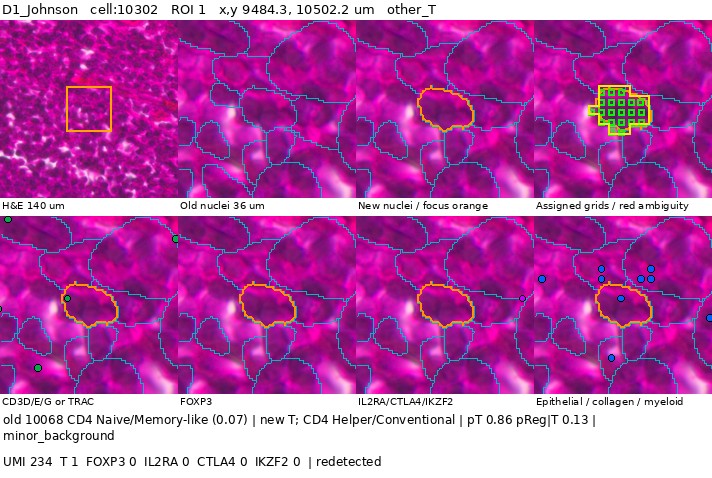 D1_Johnson   cell:10302   ROI 1   x,y 9484.3, 10502.2 um   other_T
H&E 140 um
Old nuclei 36 um
New nuclei / focus orange
Assigned grids / red ambiguity
CD3D/E/G or TRAC
FOXP3
IL2RA/CTLA4/IKZF2
Epithelial / collagen / myeloid
old 10068 CD4 Naive/Memory-like (0.07) | new T; CD4 Helper/Conventional | pT 0.86 pReg|T 0.13 |
minor_background
UMI 234  T 1  FOXP3 0  IL2RA 0  CTLA4 0  IKZF2 0  | redetected